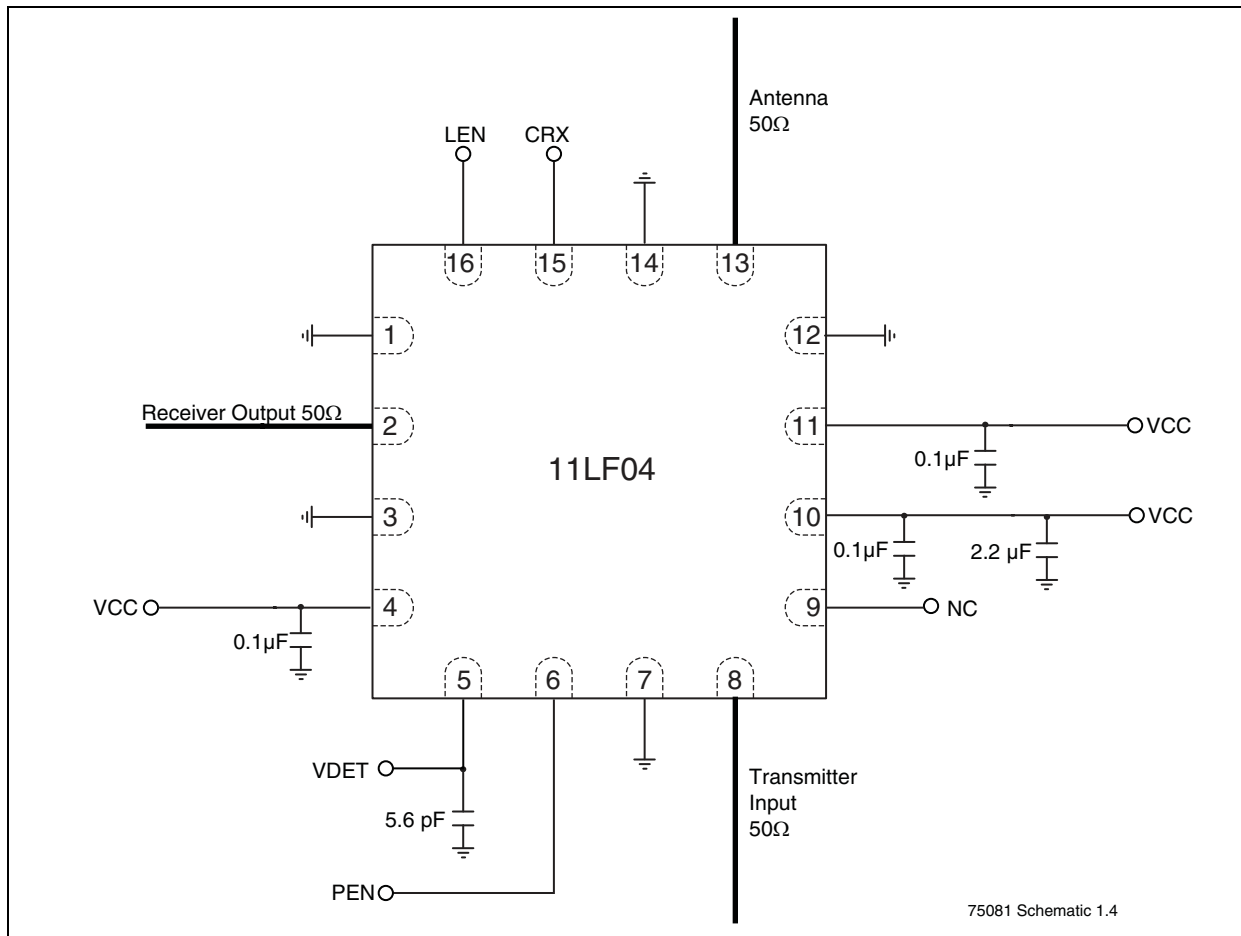 Antenna
50Ω
LEN
CRX
16
15
14
13
1
12
Receiver Output 50Ω
2
11
VCC
0.1µF
11LF04
3
10
VCC
0.1µF
2.2 µF
VCC
4
9
NC
0.1µF
5
6
7
8
VDET
5.6 pF
Transmitter
Input
50Ω
PEN
75081 Schematic 1.4